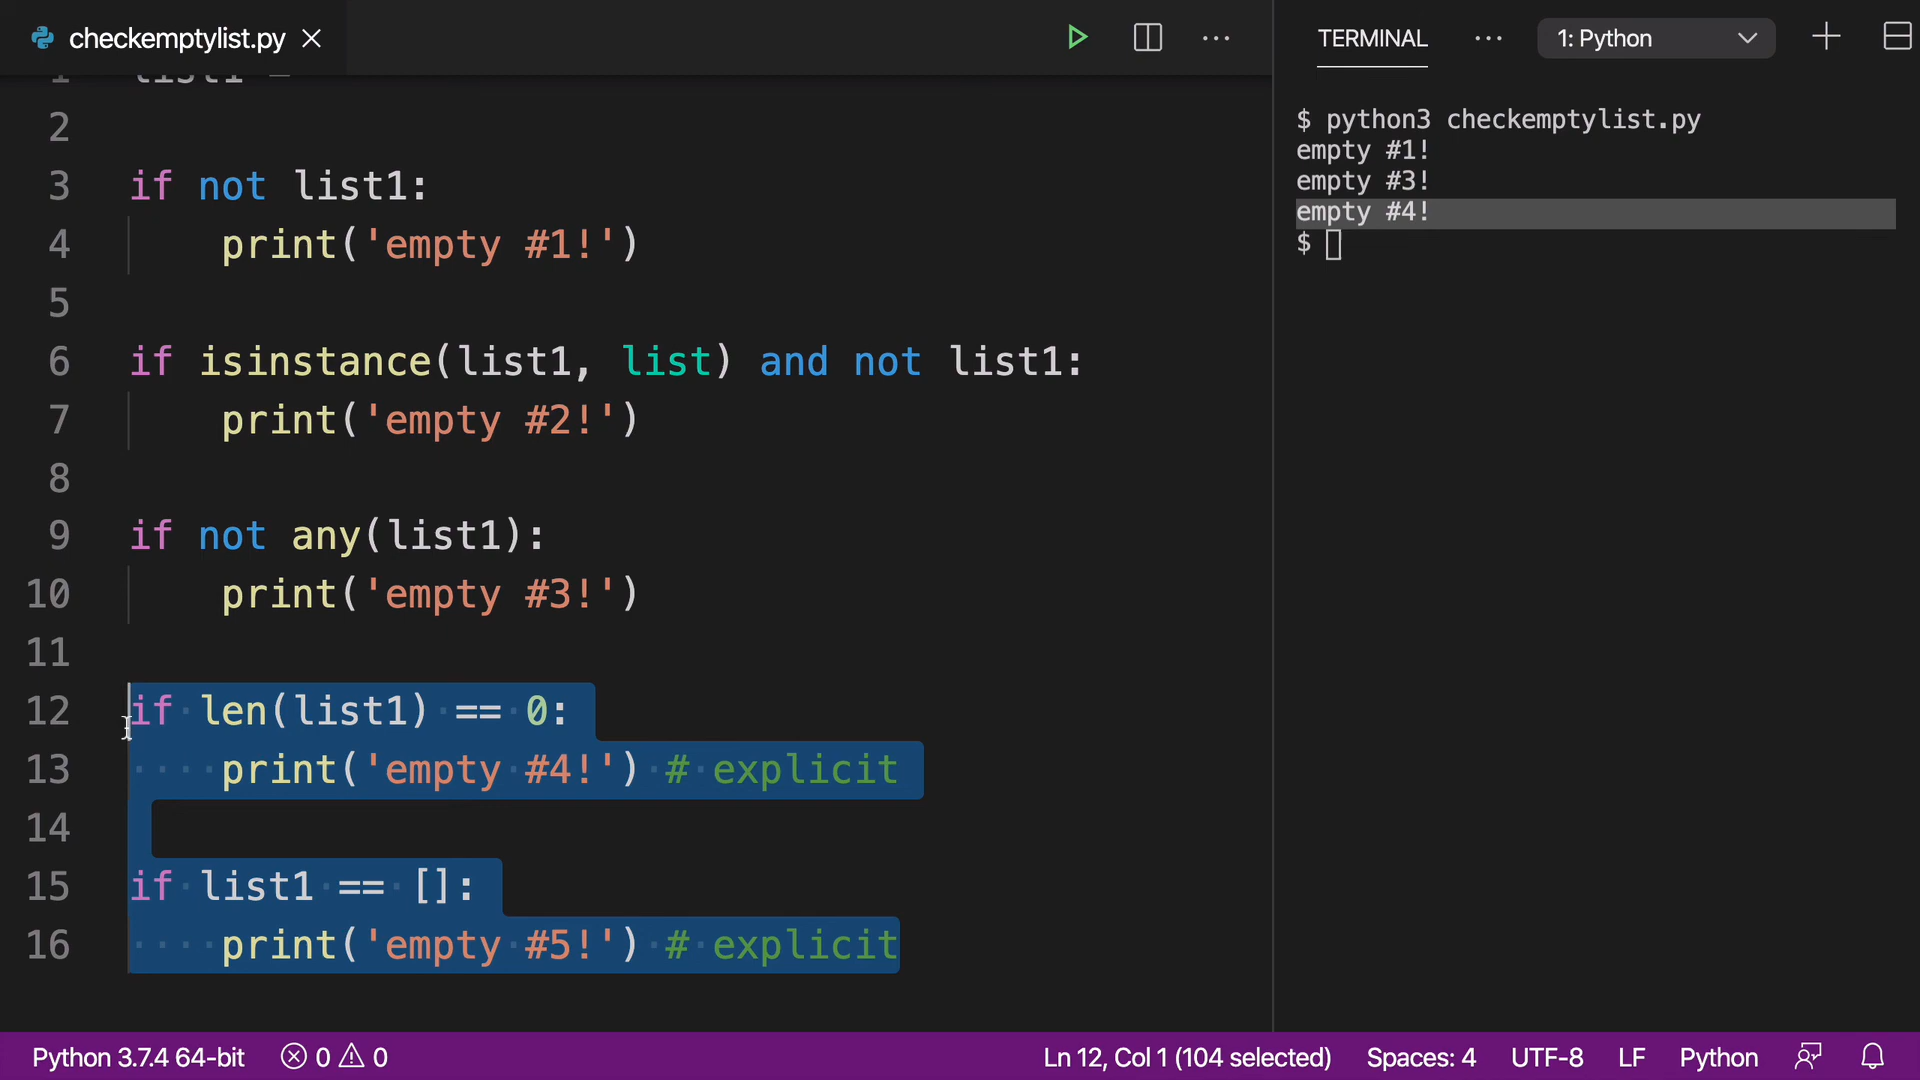 checkemptylist.py
TERMINAL
1: Python
1 list1 =
2
3 if not list1:
4 print('empty #1!')
5
6 if isinstance(list1, list) and not list1:
7 print('empty #2!')
8
9 if not any(list1):
10 print('empty #3!')
11
12 if len(list1) == 0:
13 print('empty #4!') # explicit
14
15 if list1 == []:
16 print('empty #5!') # explicit
$ python3 checkemptylist.py
empty #1!
empty #3!
empty #4!
$
Python 3.7.4 64-bit 0 0 Ln 12, Col 1 (104 selected) Spaces: 4 UTF-8 LF Python